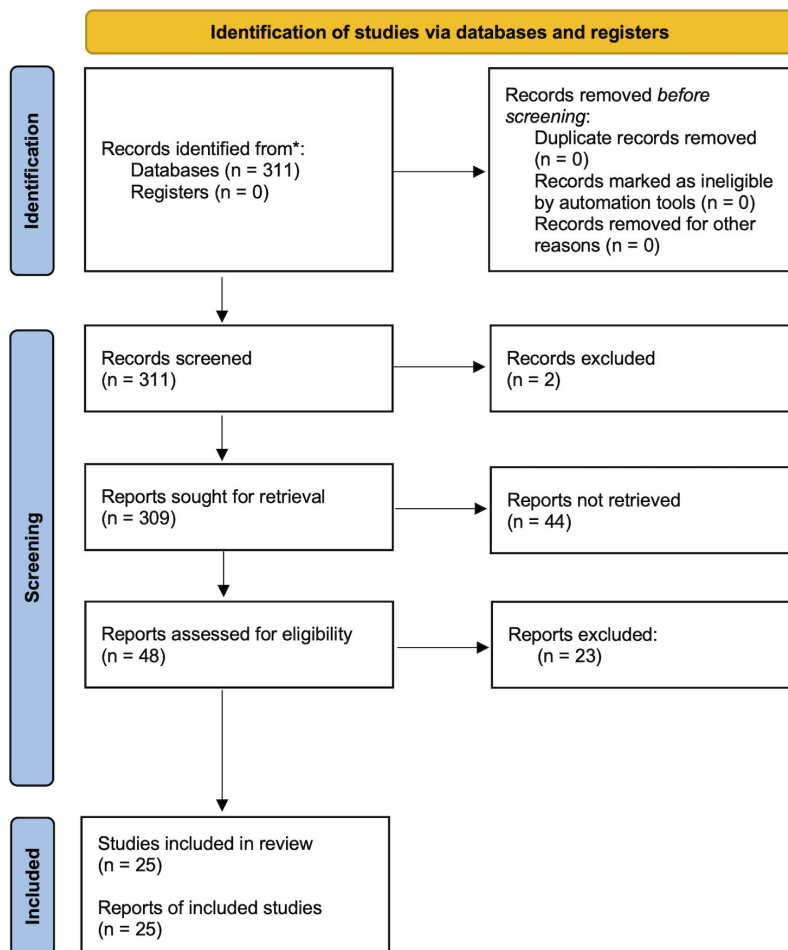 Identification of studies via databases and registers
Identification
Records identified from*:
Databases (n = 311)
Registers (n = 0)
Records removed before
screening:
Duplicate records removed
(n = 0)
Records marked as ineligible
by automation tools (n = 0)
Records removed for other
reasons (n = 0)
Screening
Records screened
(n = 311)
Records excluded
(n = 2)
Reports sought for retrieval
(n = 309)
Reports not retrieved
(n = 44)
Reports assessed for eligibility
(n = 48)
Reports excluded:
(n = 23)
Included
Studies included in review
(n = 25)
Reports of included studies
(n = 25)